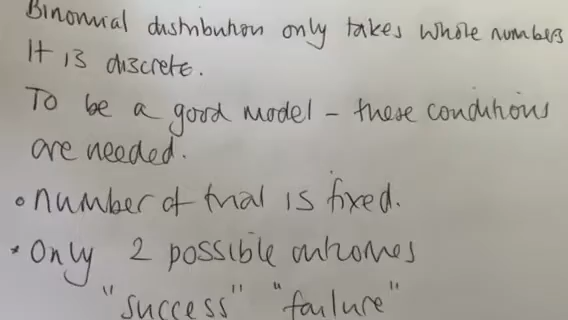 Binomial distribution only takes whole numbers
It is discrete.
To be a good model - these conditions
are needed.
• number of trial is fixed.
• Only 2 possible outcomes
"success" "failure"